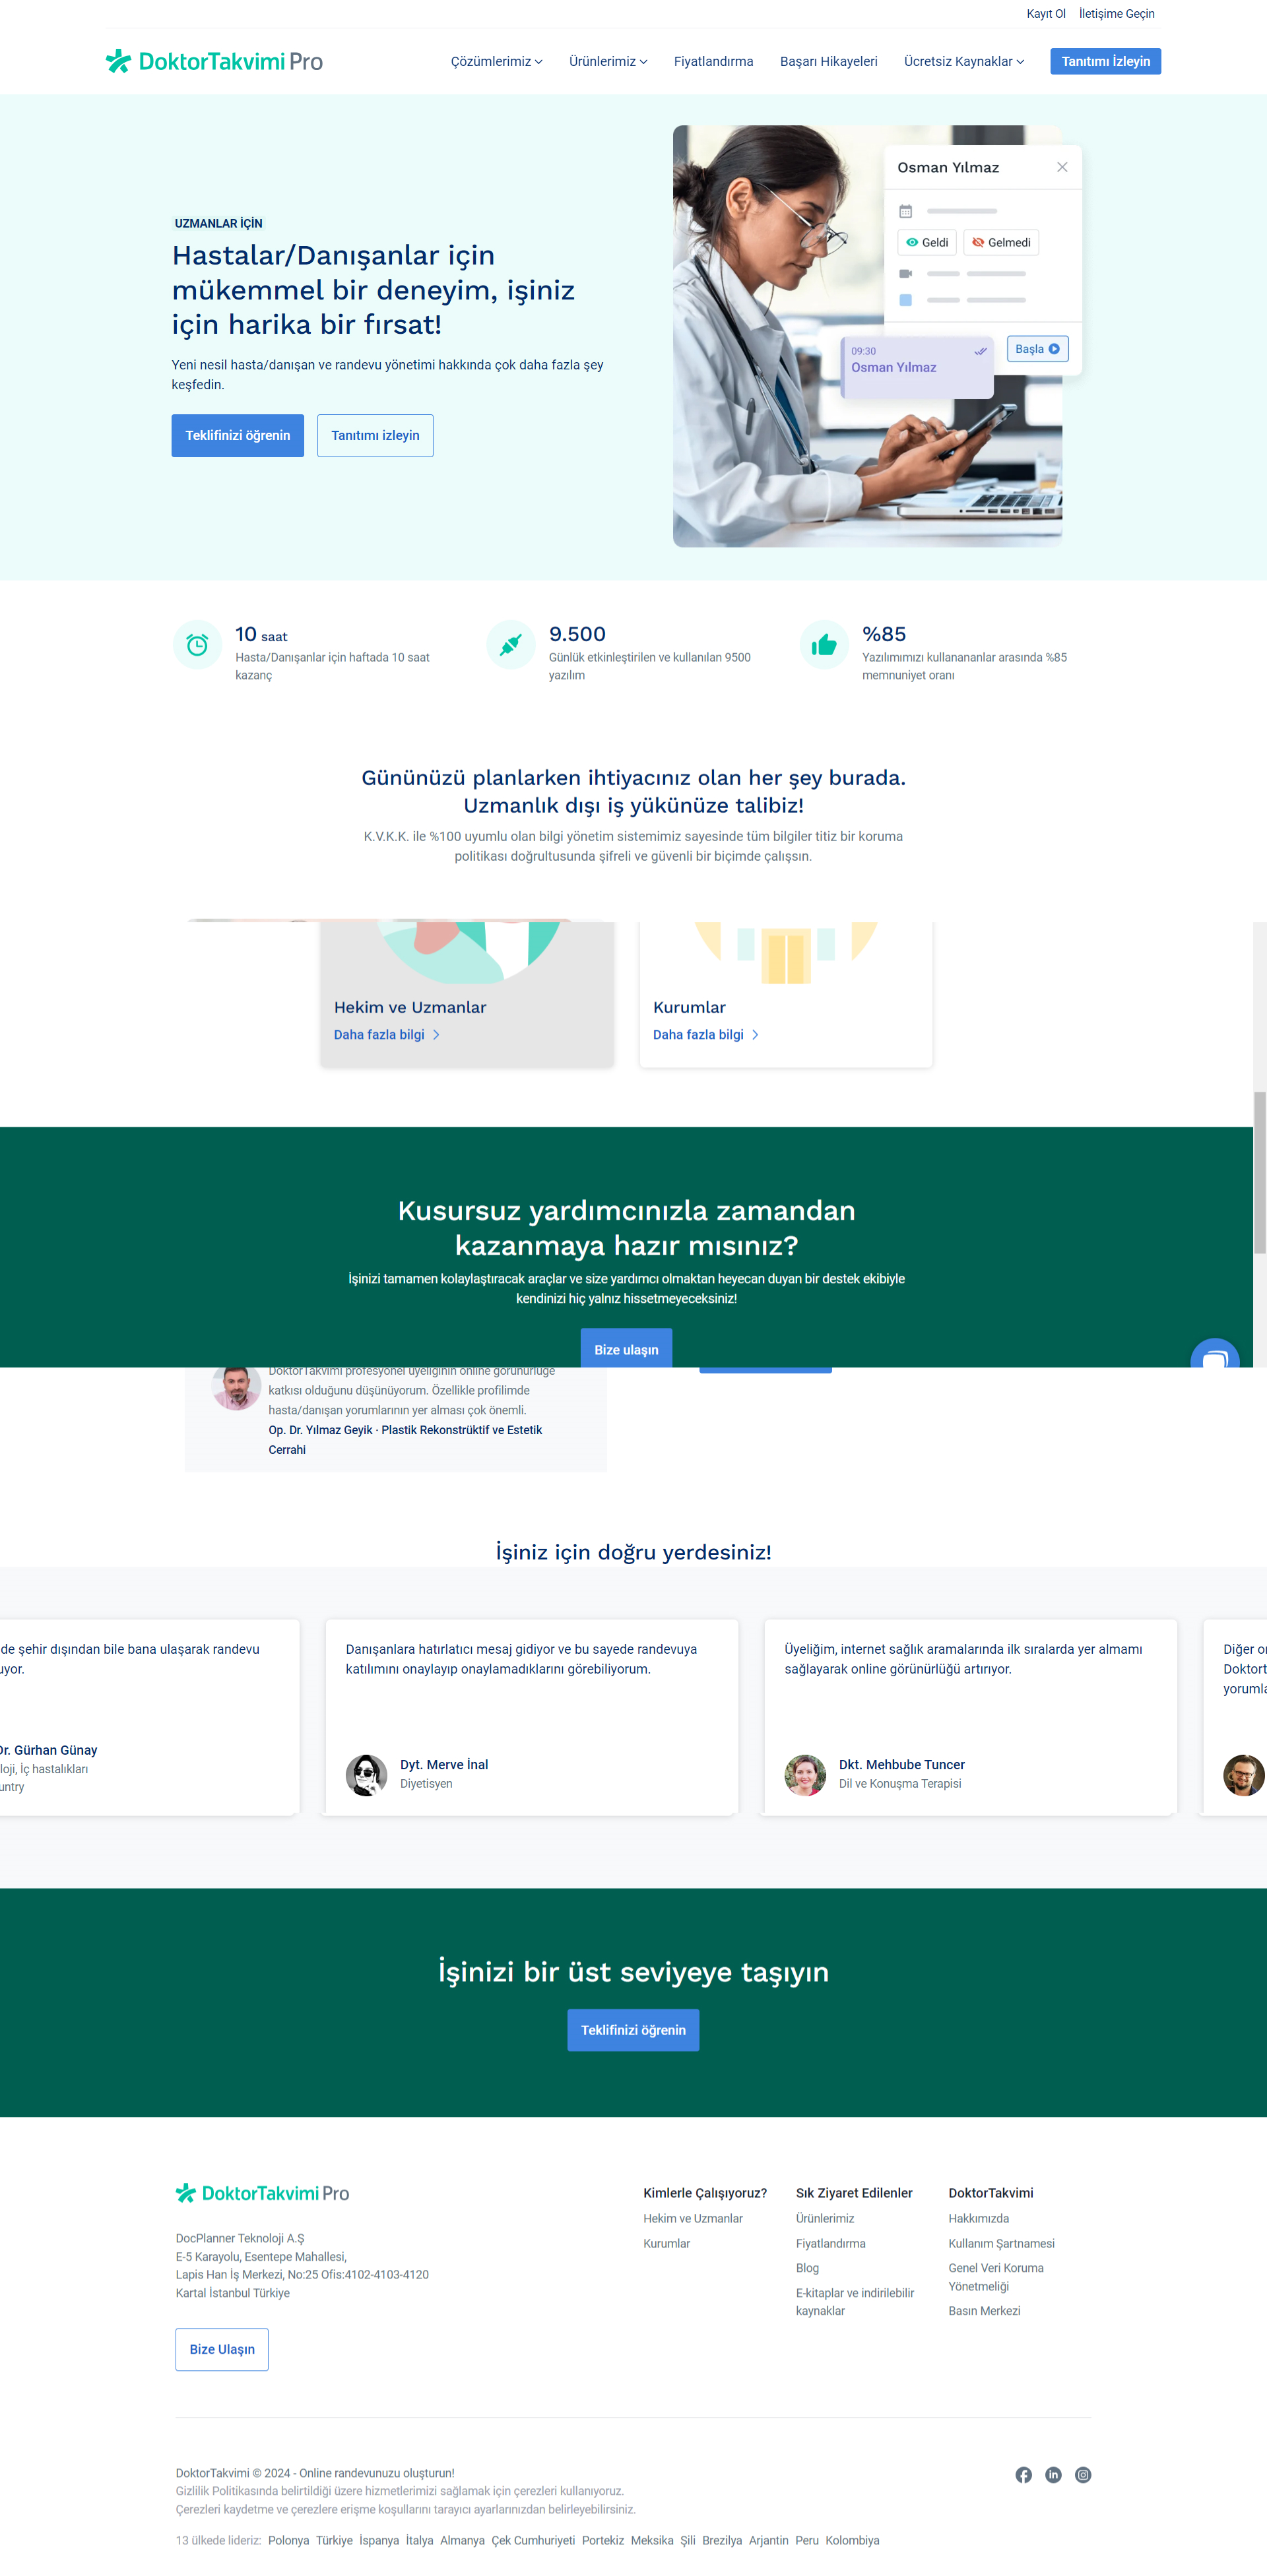 Kayıt Ol İletişime Geçin
DoktorTakvimi Pro
Çözümlerimiz Ürünlerimiz Fiyatlandırma Başarı Hikayeleri Ücretsiz Kaynaklar Tanıtımı İzleyin
UZMANLAR İÇİN
Hastalar/Danışanlar için
mükemmel bir deneyim, işiniz
için harika bir fırsat!
Yeni nesil hasta/danışan ve randevu yönetimi hakkında çok daha fazla şey
keşfedin.
Teklifinizi öğrenin Tanıtımı izleyin
Osman Yılmaz
Geldi Gelmedi
Başla
09:30
Osman Yılmaz
10 saat
Hasta/Danışanlar için haftada 10 saat
kazanç
9.500
Günlük etkinleştirilen ve kullanılan 9500
yazılım
%85
Yazılımımızı kullanananlar arasında %85
memnuniyet oranı
Gününüzü planlarken ihtiyacınız olan her şey burada.
Uzmanlık dışı iş yükünüze talibiz!
K.V.K.K. ile %100 uyumlu olan bilgi yönetim sistemimiz sayesinde tüm bilgiler titiz bir koruma
politikası doğrultusunda şifreli ve güvenli bir biçimde çalışsın.
Hekim ve Uzmanlar
Daha fazla bilgi
Kurumlar
Daha fazla bilgi
Kusursuz yardımcınızla zamandan
kazanmaya hazır mısınız?
İşinizi tamamen kolaylaştıracak araçlar ve size yardımcı olmaktan heyecan duyan bir destek ekibiyle
kendinizi hiç yalnız hissetmeyeceksiniz!
Bize ulaşın
DoktorTakvimi profesyonel üyeliğinin online görünürlüğe
katkısı olduğunu düşünüyorum. Özellikle profilimde
hasta/danışan yorumlarının yer alması çok önemli.
Op. Dr. Yılmaz Geyik · Plastik Rekonstrüktif ve Estetik
Cerrahi
İşiniz için doğru yerdesiniz!
de şehir dışından bile bana ulaşarak randevu
uyor.
Dr. Gürhan Günay
loji, İç hastalıkları
untry
Danışanlara hatırlatıcı mesaj gidiyor ve bu sayede randevuya
katılımını onaylayıp onaylamadıklarını görebiliyorum.
Dyt. Merve İnal
Diyetisyen
Üyeliğim, internet sağlık aramalarında ilk sıralarda yer almamı
sağlayarak online görünürlüğü artırıyor.
Dkt. Mehbube Tuncer
Dil ve Konuşma Terapisi
Diğer
Doktort
yorumla
İşinizi bir üst seviyeye taşıyın
Teklifinizi öğrenin
DoktorTakvimi Pro
DocPlanner Teknoloji A.Ş
E-5 Karayolu, Esentepe Mahallesi,
Lapis Han İş Merkezi, No:25 Ofis:4102-4103-4120
Kartal İstanbul Türkiye
Bize Ulaşın
Kimlerle Çalışıyoruz?
Hekim ve Uzmanlar
Kurumlar
Sık Ziyaret Edilenler
Ürünlerimiz
Fiyatlandırma
Blog
E-kitaplar ve indirilebilir
kaynaklar
DoktorTakvimi
Hakkımızda
Kullanım Şartnamesi
Genel Veri Koruma
Yönetmeliği
Basın Merkezi
DoktorTakvimi © 2024 - Online randevunuzu oluşturun!
Gizlilik Politikasında belirtildiği üzere hizmetlerimizi sağlamak için çerezleri kullanıyoruz.
Çerezleri kaydetme ve çerezlere erişme koşullarını tarayıcı ayarlarınızdan belirleyebilirsiniz.
13 ülkede lideriz: Polonya Türkiye İspanya İtalya Almanya Çek Cumhuriyeti Portekiz Meksika Şili Brezilya Arjantin Peru Kolombiya